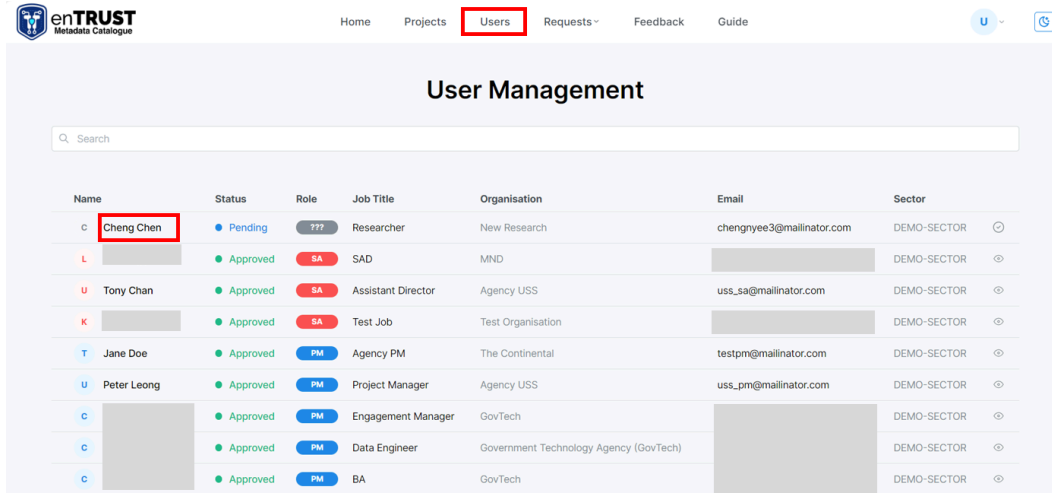 enTRUST
Metadata Catalogue
Home Projects Users Requests Feedback Guide U
User Management
Search
Name Status Role Job Title Organisation Email Sector
C Cheng Chen Pending ??? Researcher New Research chengnyee3@mailinator.com DEMO-SECTOR
L Approved SA SAD MND DEMO-SECTOR
U Tony Chan Approved SA Assistant Director Agency USS uss_sa@mailinator.com DEMO-SECTOR
K Approved SA Test Job Test Organisation DEMO-SECTOR
T Jane Doe Approved PM Agency PM The Continental testpm@mailinator.com DEMO-SECTOR
U Peter Leong Approved PM Project Manager Agency USS uss_pm@mailinator.com DEMO-SECTOR
C Approved PM Engagement Manager GovTech DEMO-SECTOR
C Approved PM Data Engineer Government Technology Agency (GovTech) DEMO-SECTOR
C Approved PM BA GovTech DEMO-SECTOR